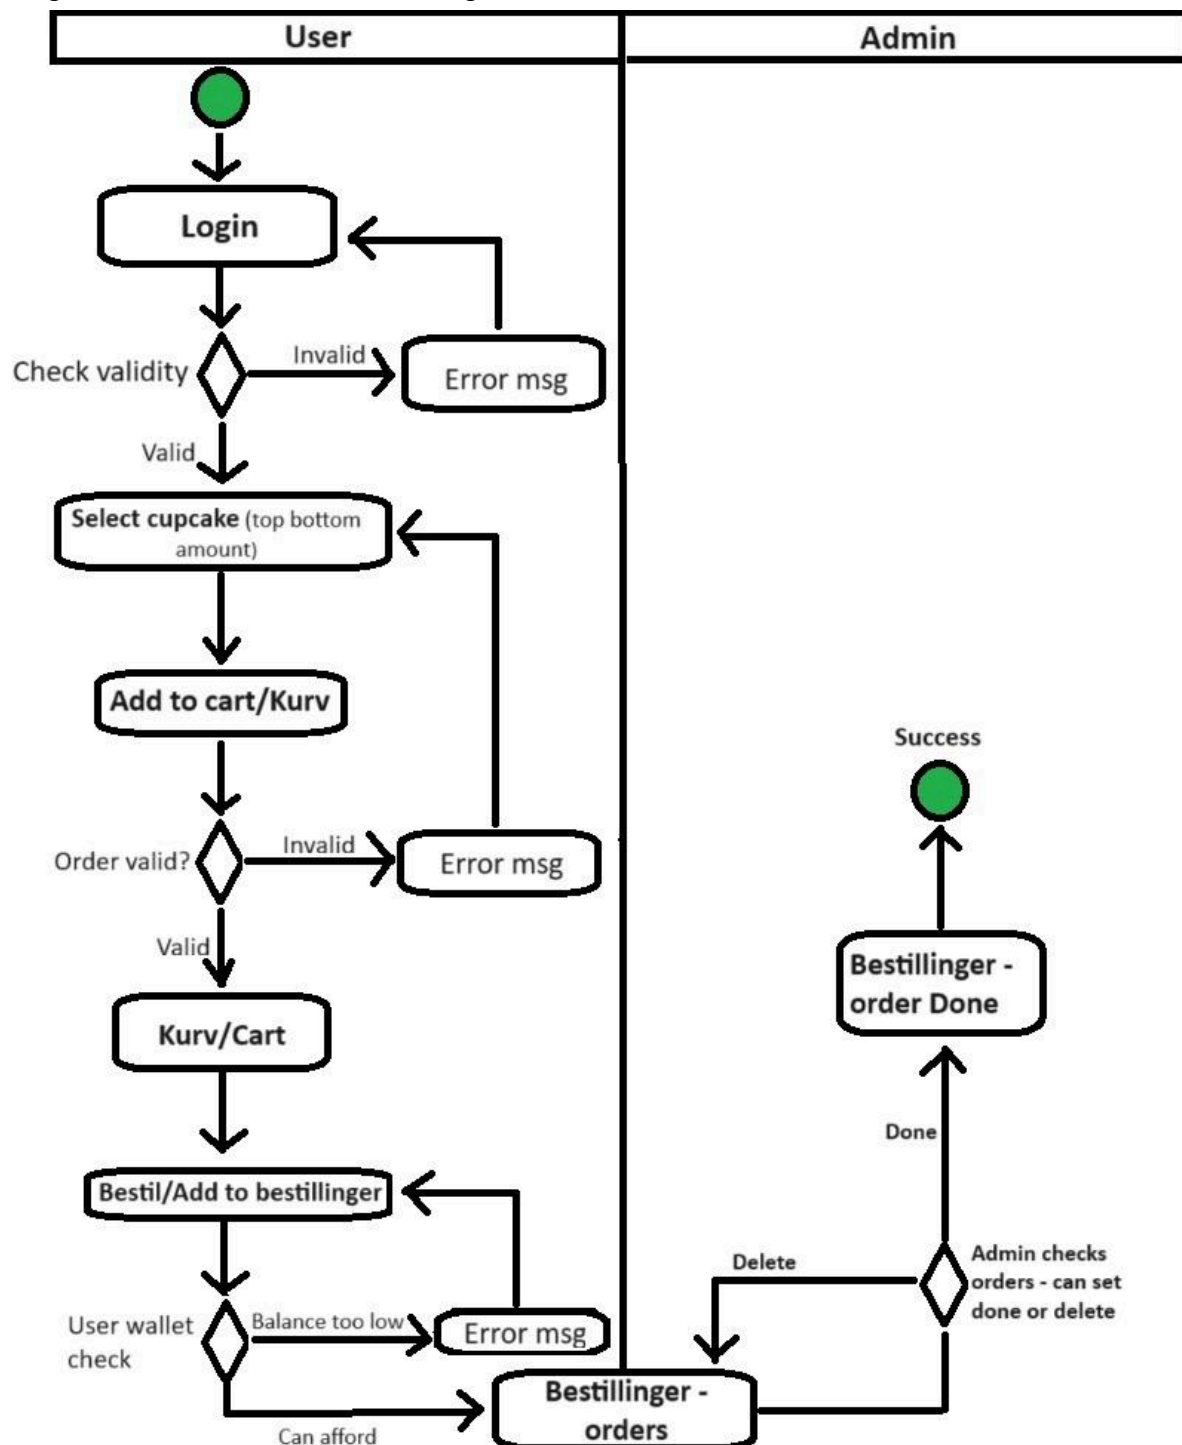 User
Admin
Login
Check validity
Invalid
Error msg
Valid
Select cupcake (top bottom
amount)
Add to cart/Kurv
Order valid?
Invalid
Error msg
Valid
Kurv/Cart
Bestil/Add to bestillinger
User wallet
check
Balance too low
Error msg
Can afford
Bestillinger -
orders
Admin checks
orders - can set
done or delete
Delete
Done
Bestillinger -
order Done
Success